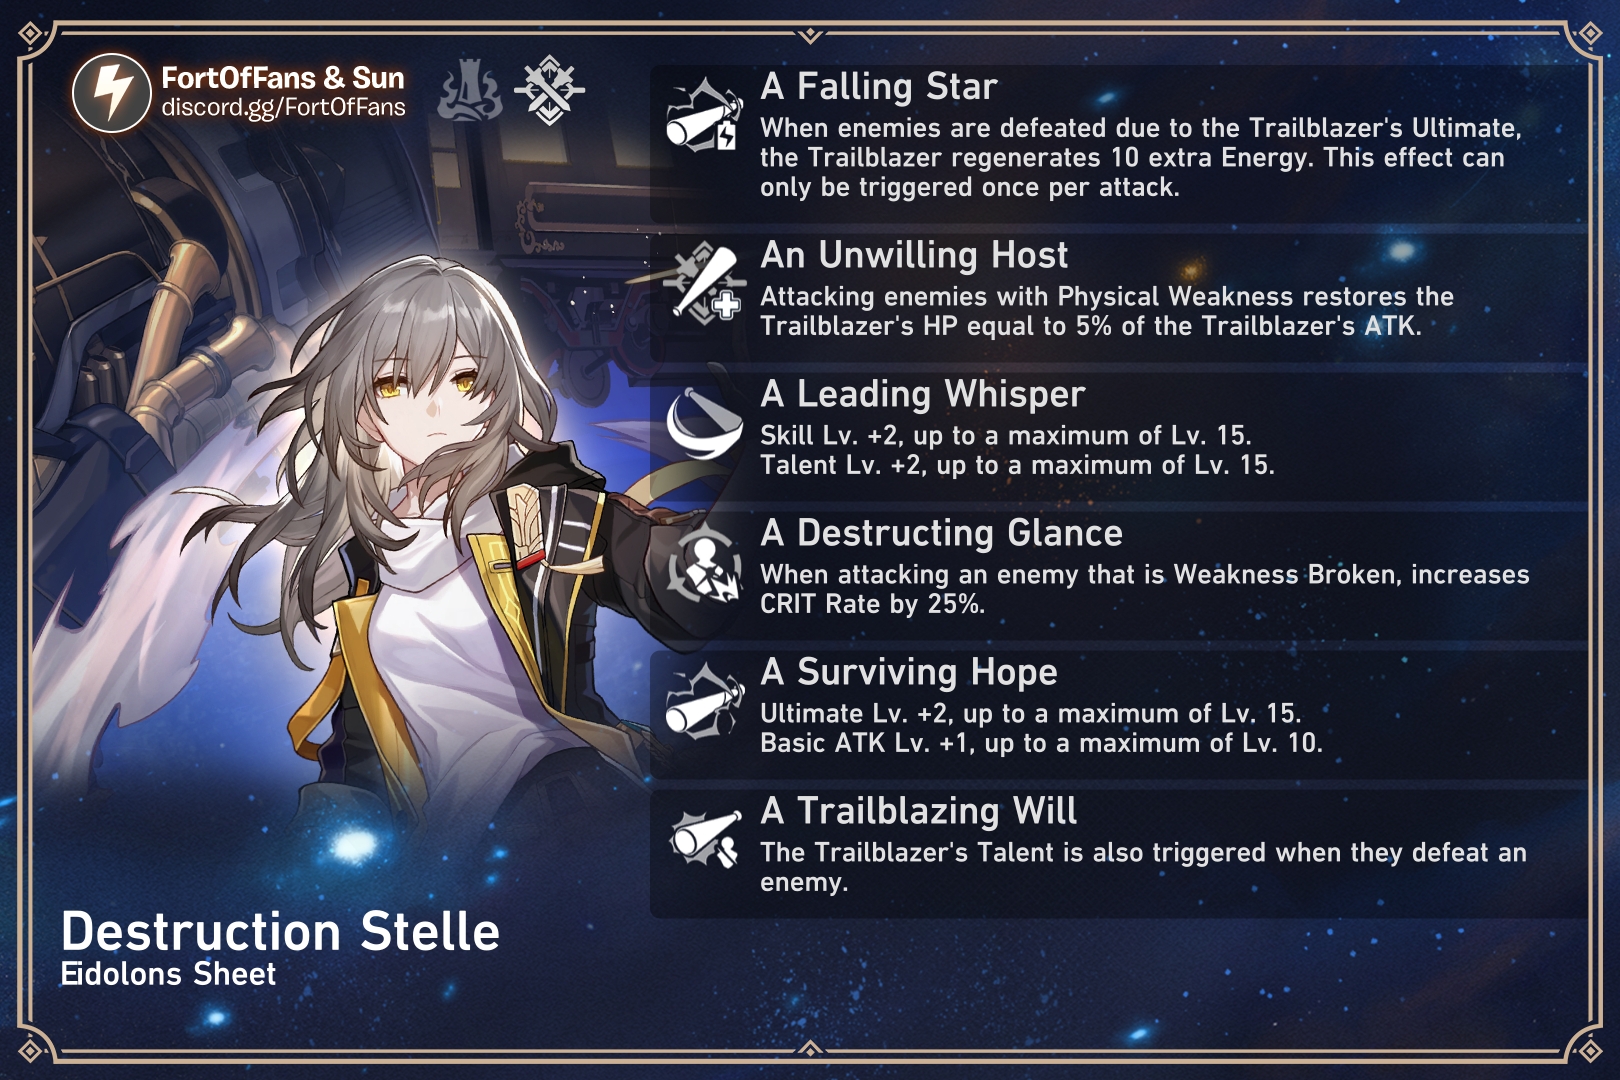 FortOfFans & Sun
discord.gg/FortOfFans
A Falling Star
When enemies are defeated due to the Trailblazer's Ultimate,
the Trailblazer regenerates 10 extra Energy. This effect can
only be triggered once per attack.
An Unwilling Host
Attacking enemies with Physical Weakness restores the
Trailblazer's HP equal to 5% of the Trailblazer's ATK.
A Leading Whisper
Skill Lv. +2, up to a maximum of Lv. 15.
Talent Lv. +2, up to a maximum of Lv. 15.
A Destructing Glance
When attacking an enemy that is Weakness Broken, increases
CRIT Rate by 25%.
A Surviving Hope
Ultimate Lv. +2, up to a maximum of Lv. 15.
Basic ATK Lv. +1, up to a maximum of Lv. 10.
A Trailblazing Will
The Trailblazer's Talent is also triggered when they defeat an
enemy.
Destruction Stelle
Eidolons Sheet